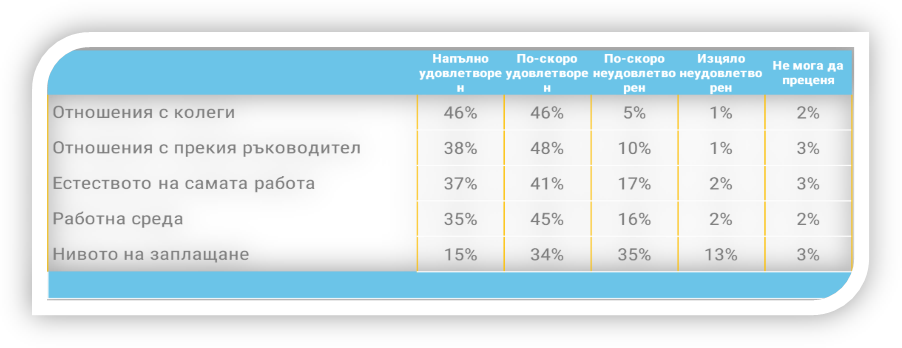 Напълно удовлетворен По-скоро удовлетворен По-скоро неудовлетворен Изцяло неудовлетворен Не мога да преценя
Отношения с колеги 46% 46% 5% 1% 2%
Отношения с прекия ръководител 38% 48% 10% 1% 3%
Естеството на самата работа 37% 41% 17% 2% 3%
Работна среда 35% 45% 16% 2% 2%
Нивото на заплащане 15% 34% 35% 13% 3%